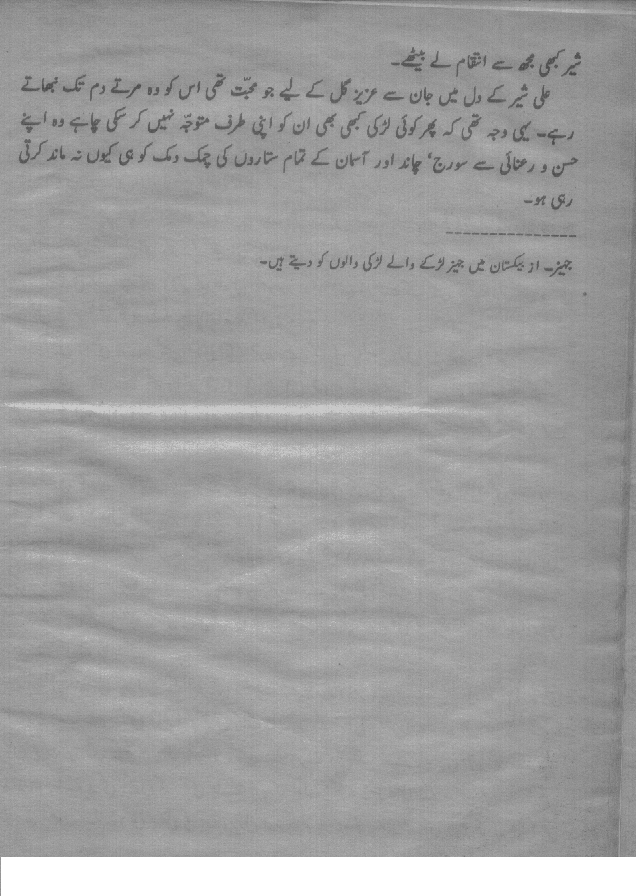 شیر کبھی مجھ سے انتقام لے بیٹھے۔
علی شیر کے دل میں جان سے عزیز گل کے لیے جو محبّت تھی اس کو وہ مرتے دم تک نبھاتے
رہے۔ یہی وجہ تھی کہ پھر کوئی لڑکی کبھی بھی ان کو اپنی طرف متوجّہ نہیں کر سکی چاہے وہ اپنے
حسن و رعنائی سے سورج، چاند اور آسمان کے تمام ستاروں کی چمک دمک کو ہی کیوں نہ ماند کرتی
رہی ہو۔
---------------
جہیز۔ از بیکستان میں جہیز لڑکے والے لڑکی والوں کو دیتے ہیں۔